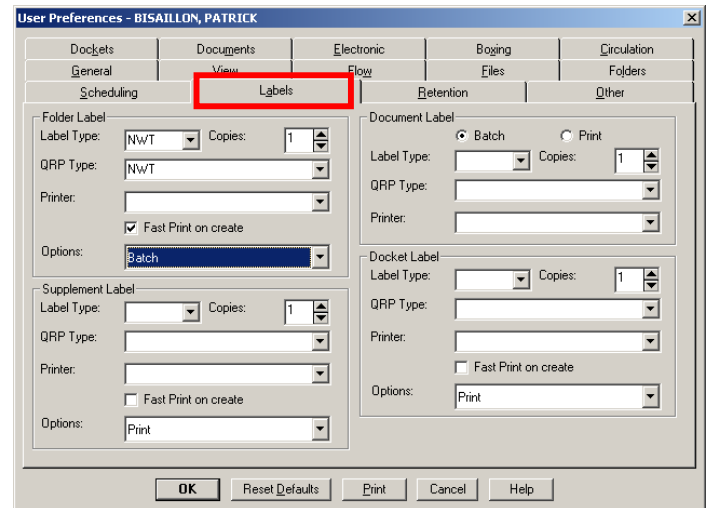 User Preferences - BISAILLON, PATRICK
Dockets Documents Electronic Boxing Circulation
General View Flow Files Folders
Scheduling Labels Retention Other
Folder Label
Label Type: NWT Copies: 1
QRP Type: NWT
Printer:
Fast Print on create
Options: Batch
Supplement Label
Label Type: Copies: 1
QRP Type:
Printer:
Fast Print on create
Options: Print
Document Label
Batch Print
Label Type: Copies: 1
QRP Type:
Printer:
Docket Label
Label Type: Copies: 1
QRP Type:
Printer:
Fast Print on create
Options: Print
OK Reset Defaults Print Cancel Help